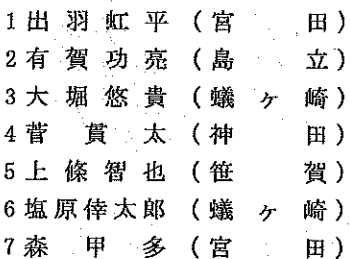 1出羽虹平(宮田)
2有賀功亮(島立)
3大堀悠貴(蟻ヶ崎)
4菅貫太(神田)
5上條智也(笹賀)
6塩原倖太郎(蟻ヶ崎)
7森甲多(宮田)